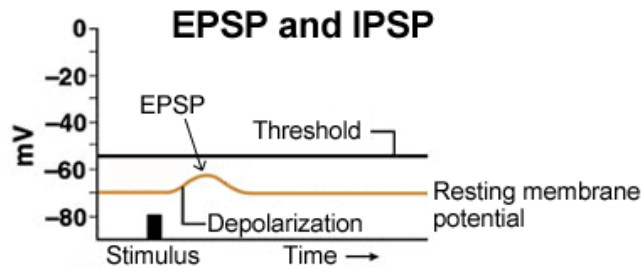 EPSP and IPSP
0
–20
–40
–60
–80
mV
EPSP
Threshold
Resting membrane
potential
Depolarization
Stimulus
Time →